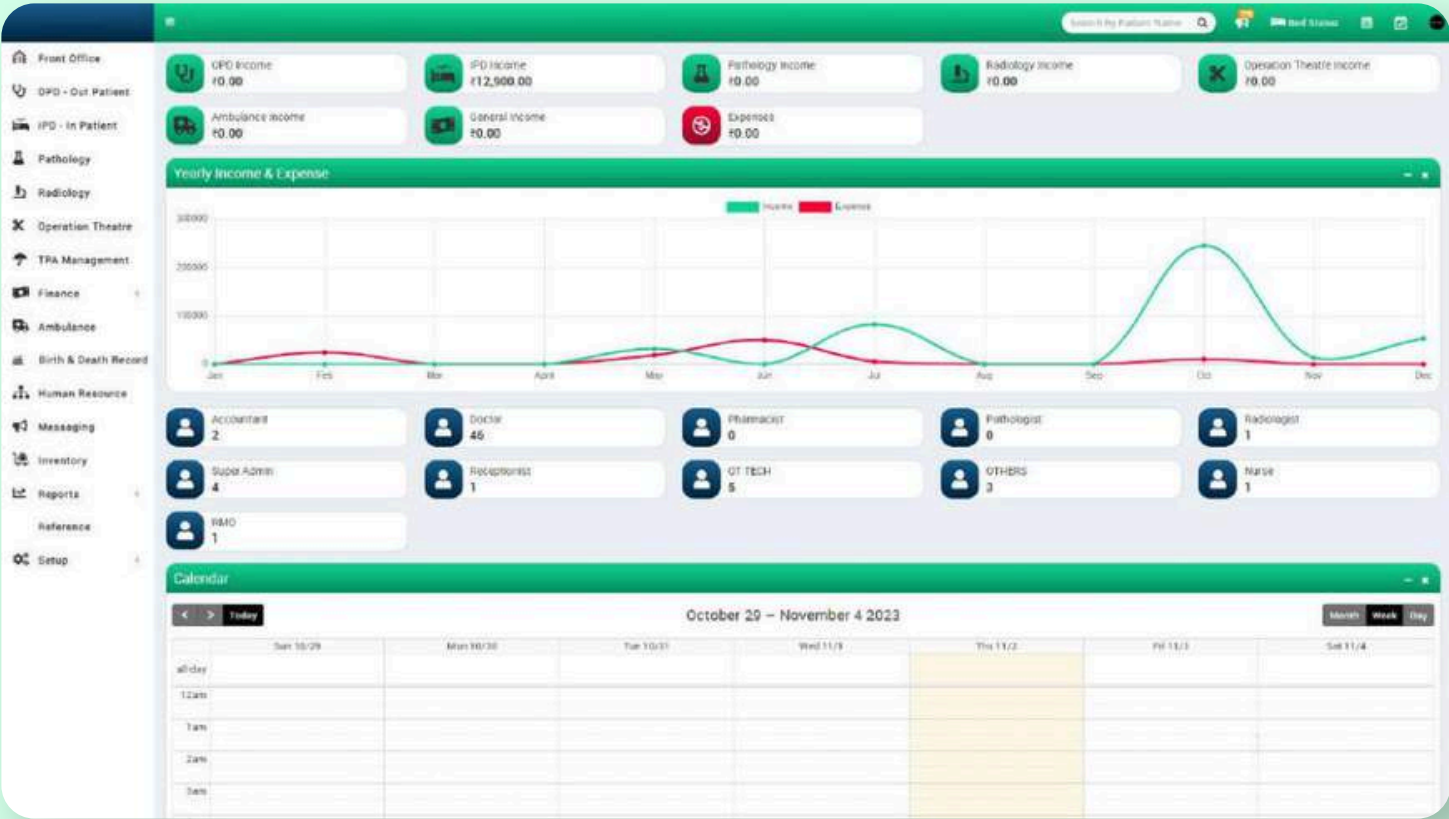 Search By Patient Name
Bed Status
Front Office
OPD - Out Patient
IPD - In Patient
Pathology
Radiology
Operation Theatre
TPA Management
Finance
Ambulance
Birth & Death Record
Human Resource
Messaging
Inventory
Reports
Reference
Setup
OPD Income
₹0.00
IPD Income
₹12,900.00
Pathology Income
₹0.00
Radiology Income
₹0.00
Operation Theatre Income
₹0.00
Ambulance Income
₹0.00
General Income
₹0.00
Expenses
₹0.00
Yearly Income & Expense
Income Expense
300000
200000
100000
0
Jan Feb Mar April May Jun Jul Aug Sep Oct Nov Dec
Accountant
2
Doctor
46
Pharmacist
0
Pathologist
0
Radiologist
1
Super Admin
4
Receptionist
1
OT TECH
5
OTHERS
3
Nurse
1
RMO
1
Calendar
< > Today
October 29 – November 4 2023
Month Week Day
Sun 10/29 Mon 10/30 Tue 10/31 Wed 11/1 Thu 11/2 Fri 11/3 Sat 11/4
all-day
12am
1am
2am
3am